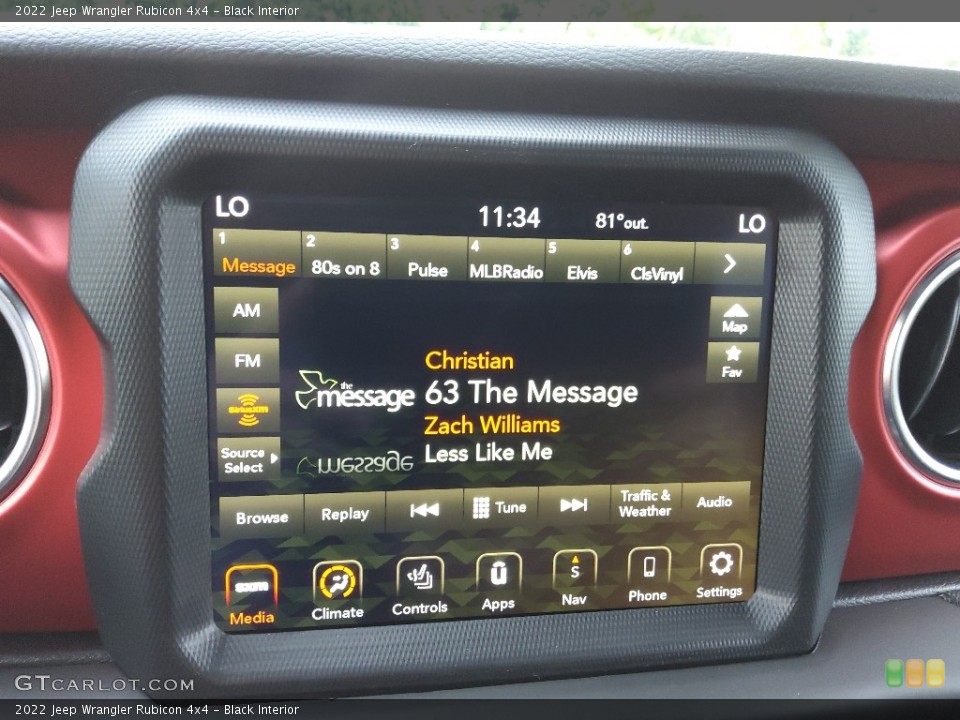 2022 Jeep Wrangler Rubicon 4x4 - Black Interior
LO
11:34
81°out.
LO
1 Message
2 80s on 8
3 Pulse
4 MLBRadio
5 Elvis
6 ClsVinyl
AM
FM
SiriusXM
Source Select
Map
Fav
the message
Christian
63 The Message
Zach Williams
Less Like Me
message
Browse
Replay
Tune
Traffic & Weather
Audio
SXM
Media
Climate
Controls
Apps
S
Nav
Phone
Settings
GTCARLOT.COM
2022 Jeep Wrangler Rubicon 4x4 - Black Interior